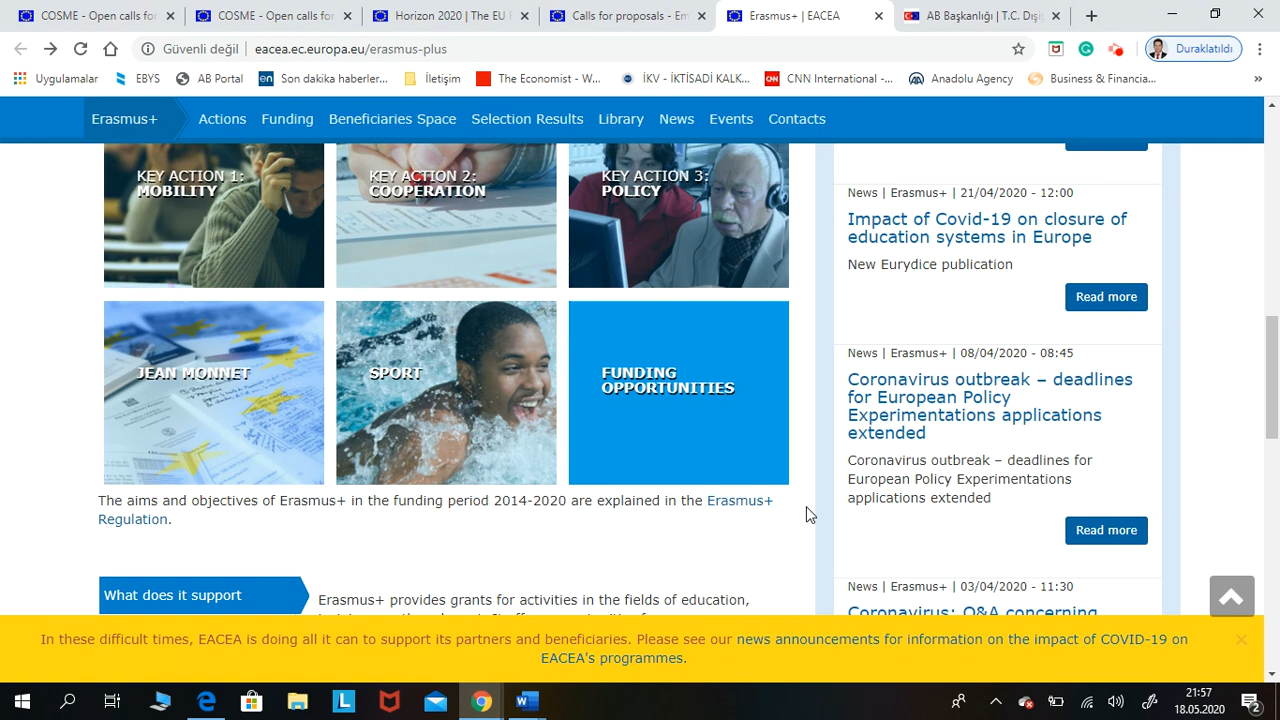 COSME - Open calls for
COSME - Open calls for
Horizon 2020 | The EU F
Calls for proposals - Em
Erasmus+ | EACEA
AB Başkanlığı | T.C. Dışiş
Güvenli değil
eacea.ec.europa.eu/erasmus-plus
Duraklatıldı
Uygulamalar
EBYS
AB Portal
en
Son dakika haberler...
İletişim
The Economist - W...
İKV - İKTİSADİ KALK...
CNN
CNN International -...
Anadolu Agency
Business & Financia...
»
Erasmus+
Actions
Funding
Beneficiaries Space
Selection Results
Library
News
Events
Contacts
KEY ACTION 1:
MOBILITY
KEY ACTION 2:
COOPERATION
KEY ACTION 3:
POLICY
JEAN MONNET
SPORT
FUNDING
OPPORTUNITIES
The aims and objectives of Erasmus+ in the funding period 2014-2020 are explained in the Erasmus+
Regulation.
What does it support
Erasmus+ provides grants for activities in the fields of education,
News | Erasmus+ | 21/04/2020 - 12:00
Impact of Covid-19 on closure of
education systems in Europe
New Eurydice publication
Read more
News | Erasmus+ | 08/04/2020 - 08:45
Coronavirus outbreak – deadlines
for European Policy
Experimentations applications
extended
Coronavirus outbreak – deadlines for
European Policy Experimentations
applications extended
Read more
News | Erasmus+ | 03/04/2020 - 11:30
Coronavirus: Q&A concerning
In these difficult times, EACEA is doing all it can to support its partners and beneficiaries. Please see our news announcements for information on the impact of COVID-19 on
EACEA's programmes.
L
W
21:57
18.05.2020
2